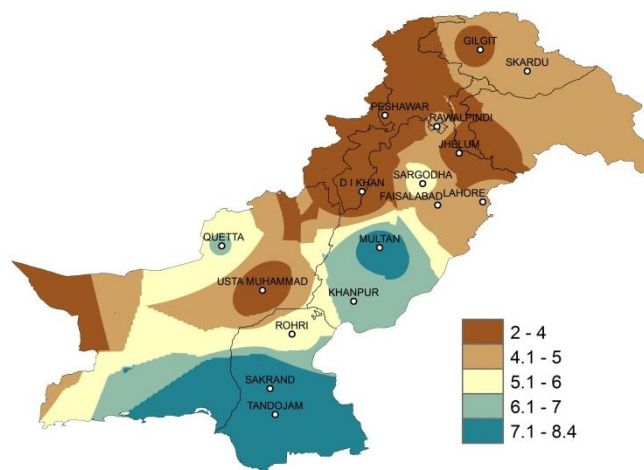 GILGIT
SKARDU
PESHAWAR
RAWALPINDI
JHELUM
SARGODHA
D I KHAN
FAISALABAD
LAHORE
QUETTA
MULTAN
USTA MUHAMMAD
KHANPUR
ROHRI
SAKRAND
TANDOJAM
2 - 4
4.1 - 5
5.1 - 6
6.1 - 7
7.1 - 8.4